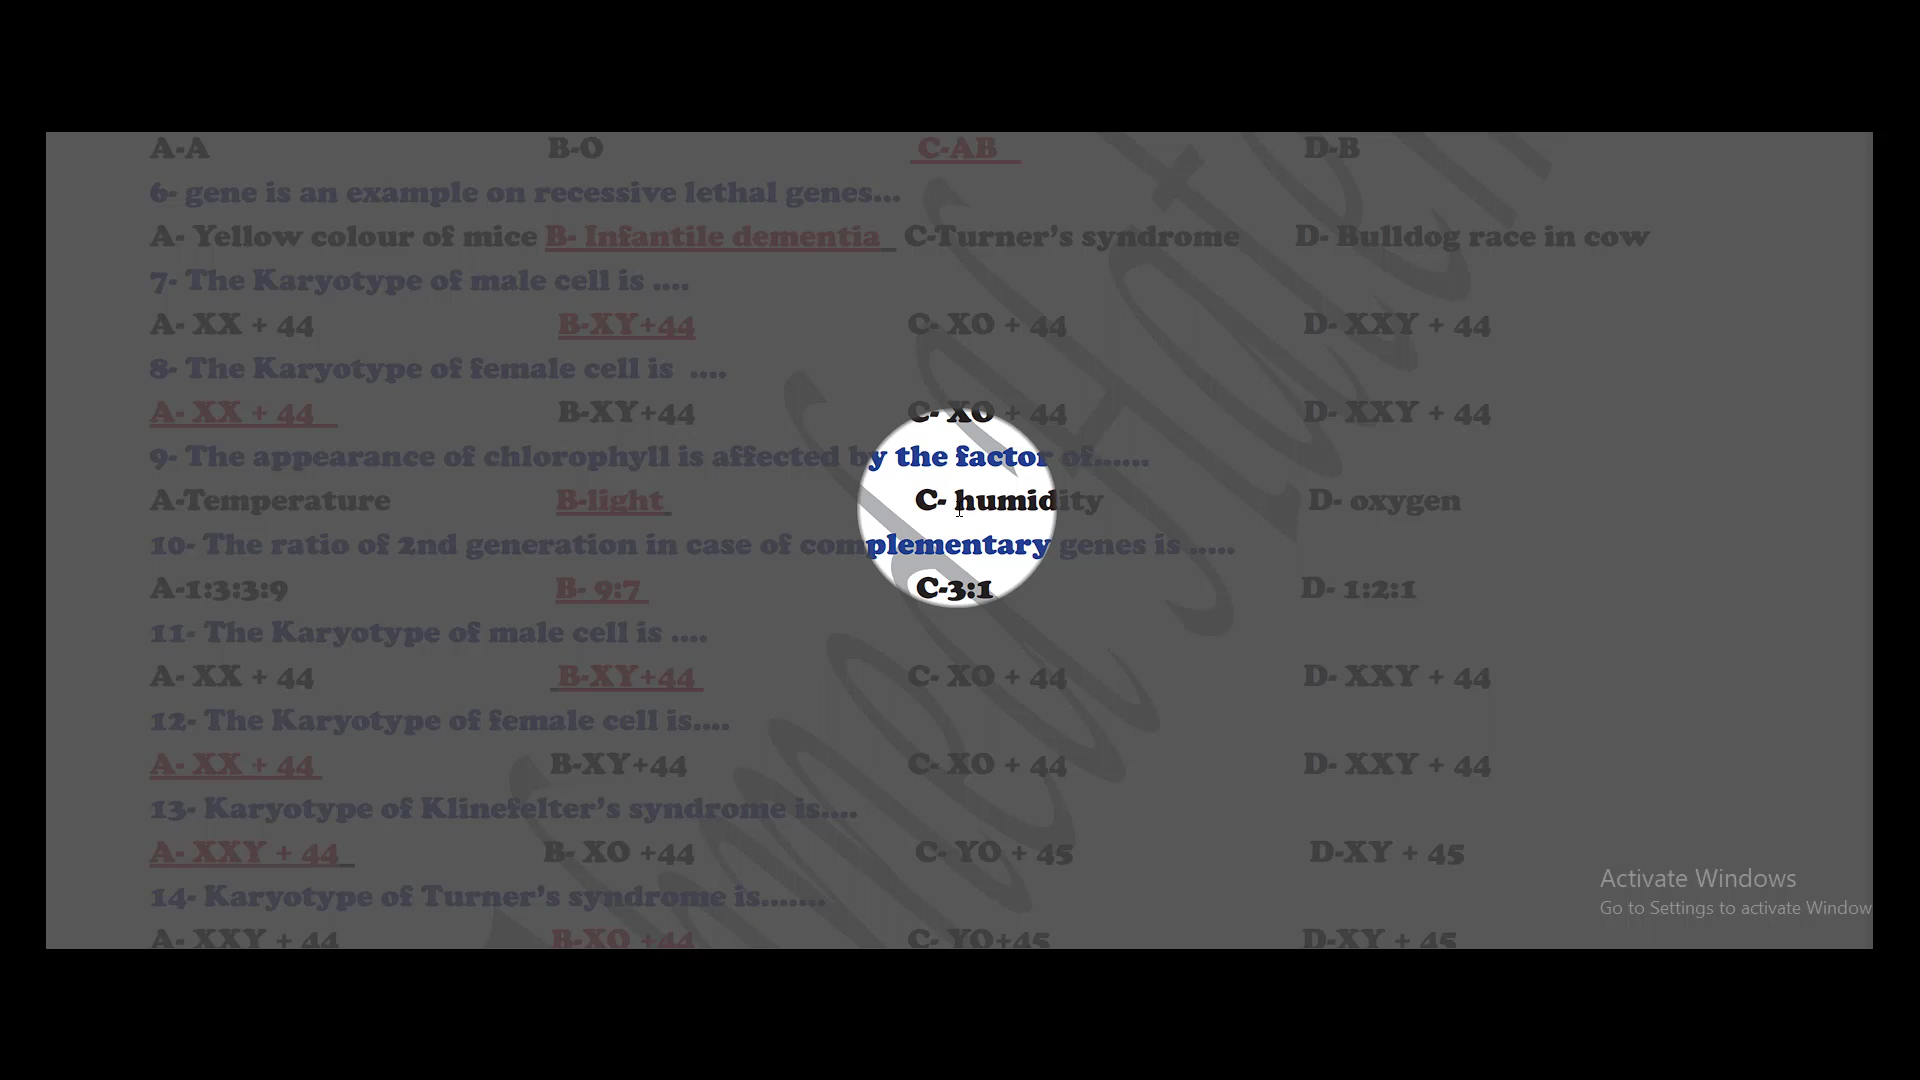 A-A B-O C-AB D-B
6- gene is an example on recessive lethal genes...
A- Yellow colour of mice B- Infantile dementia C-Turner's syndrome D- Bulldog race in cow
7- The Karyotype of male cell is ....
A- XX + 44 B-XY+44 C- XO + 44 D- XXY + 44
8- The Karyotype of female cell is ....
A- XX + 44 B-XY+44 C- XO + 44 D- XXY + 44
9- The appearance of chlorophyll is affected by the factor of......
A-Temperature B-light C- humidity D- oxygen
10- The ratio of 2nd generation in case of complementary genes is .....
A-1:3:3:9 B- 9:7 C-3:1 D- 1:2:1
11- The Karyotype of male cell is ....
A- XX + 44 B-XY+44 C- XO + 44 D- XXY + 44
12- The Karyotype of female cell is....
A- XX + 44 B-XY+44 C- XO + 44 D- XXY + 44
13- Karyotype of Klinefelter's syndrome is....
A- XXY + 44 B- XO +44 C- YO + 45 D-XY + 45
14- Karyotype of Turner's syndrome is.......
A- XXY + 44 B-XO +44 C- YO+45 D-XY + 45
Activate Windows
Go to Settings to activate Window